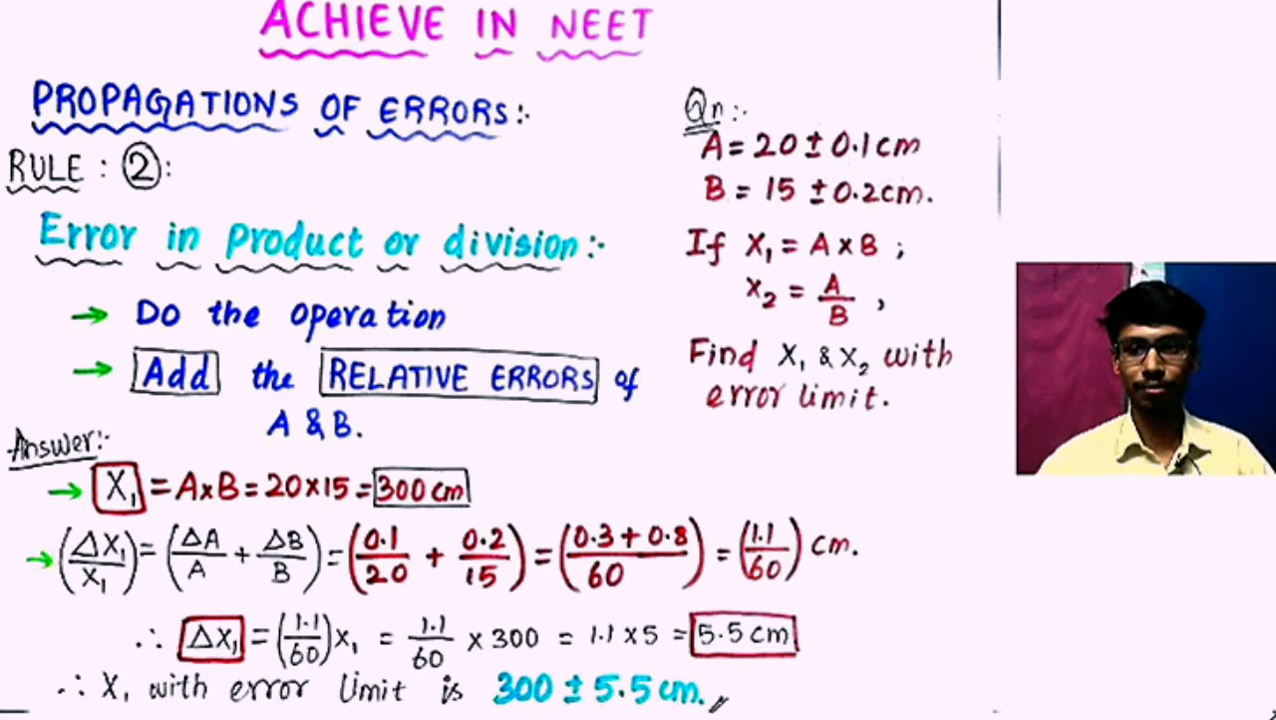 ACHIEVE IN NEET
PROPAGATIONS OF ERRORS:-
RULE : ②:
Error in product or division:-
→ Do the operation
→ Add the RELATIVE ERRORS of
A & B.
Qn:-
A = 20 ± 0.1 cm
B = 15 ± 0.2 cm.
If X₁ = A × B ;
X₂ = A/B ,
Find X₁ & X₂ with
error limit.
Answer:-
→ X₁ = A×B = 20×15 = 300 cm
→ (ΔX₁/X₁) = (ΔA/A + ΔB/B) = (0.1/20 + 0.2/15) = (0.3 + 0.8/60) = (1.1/60) cm.
∴ ΔX₁ = (1.1/60)X₁ = 1.1/60 × 300 = 1.1 × 5 = 5.5 cm
∴ X₁ with error limit is 300 ± 5.5 cm.